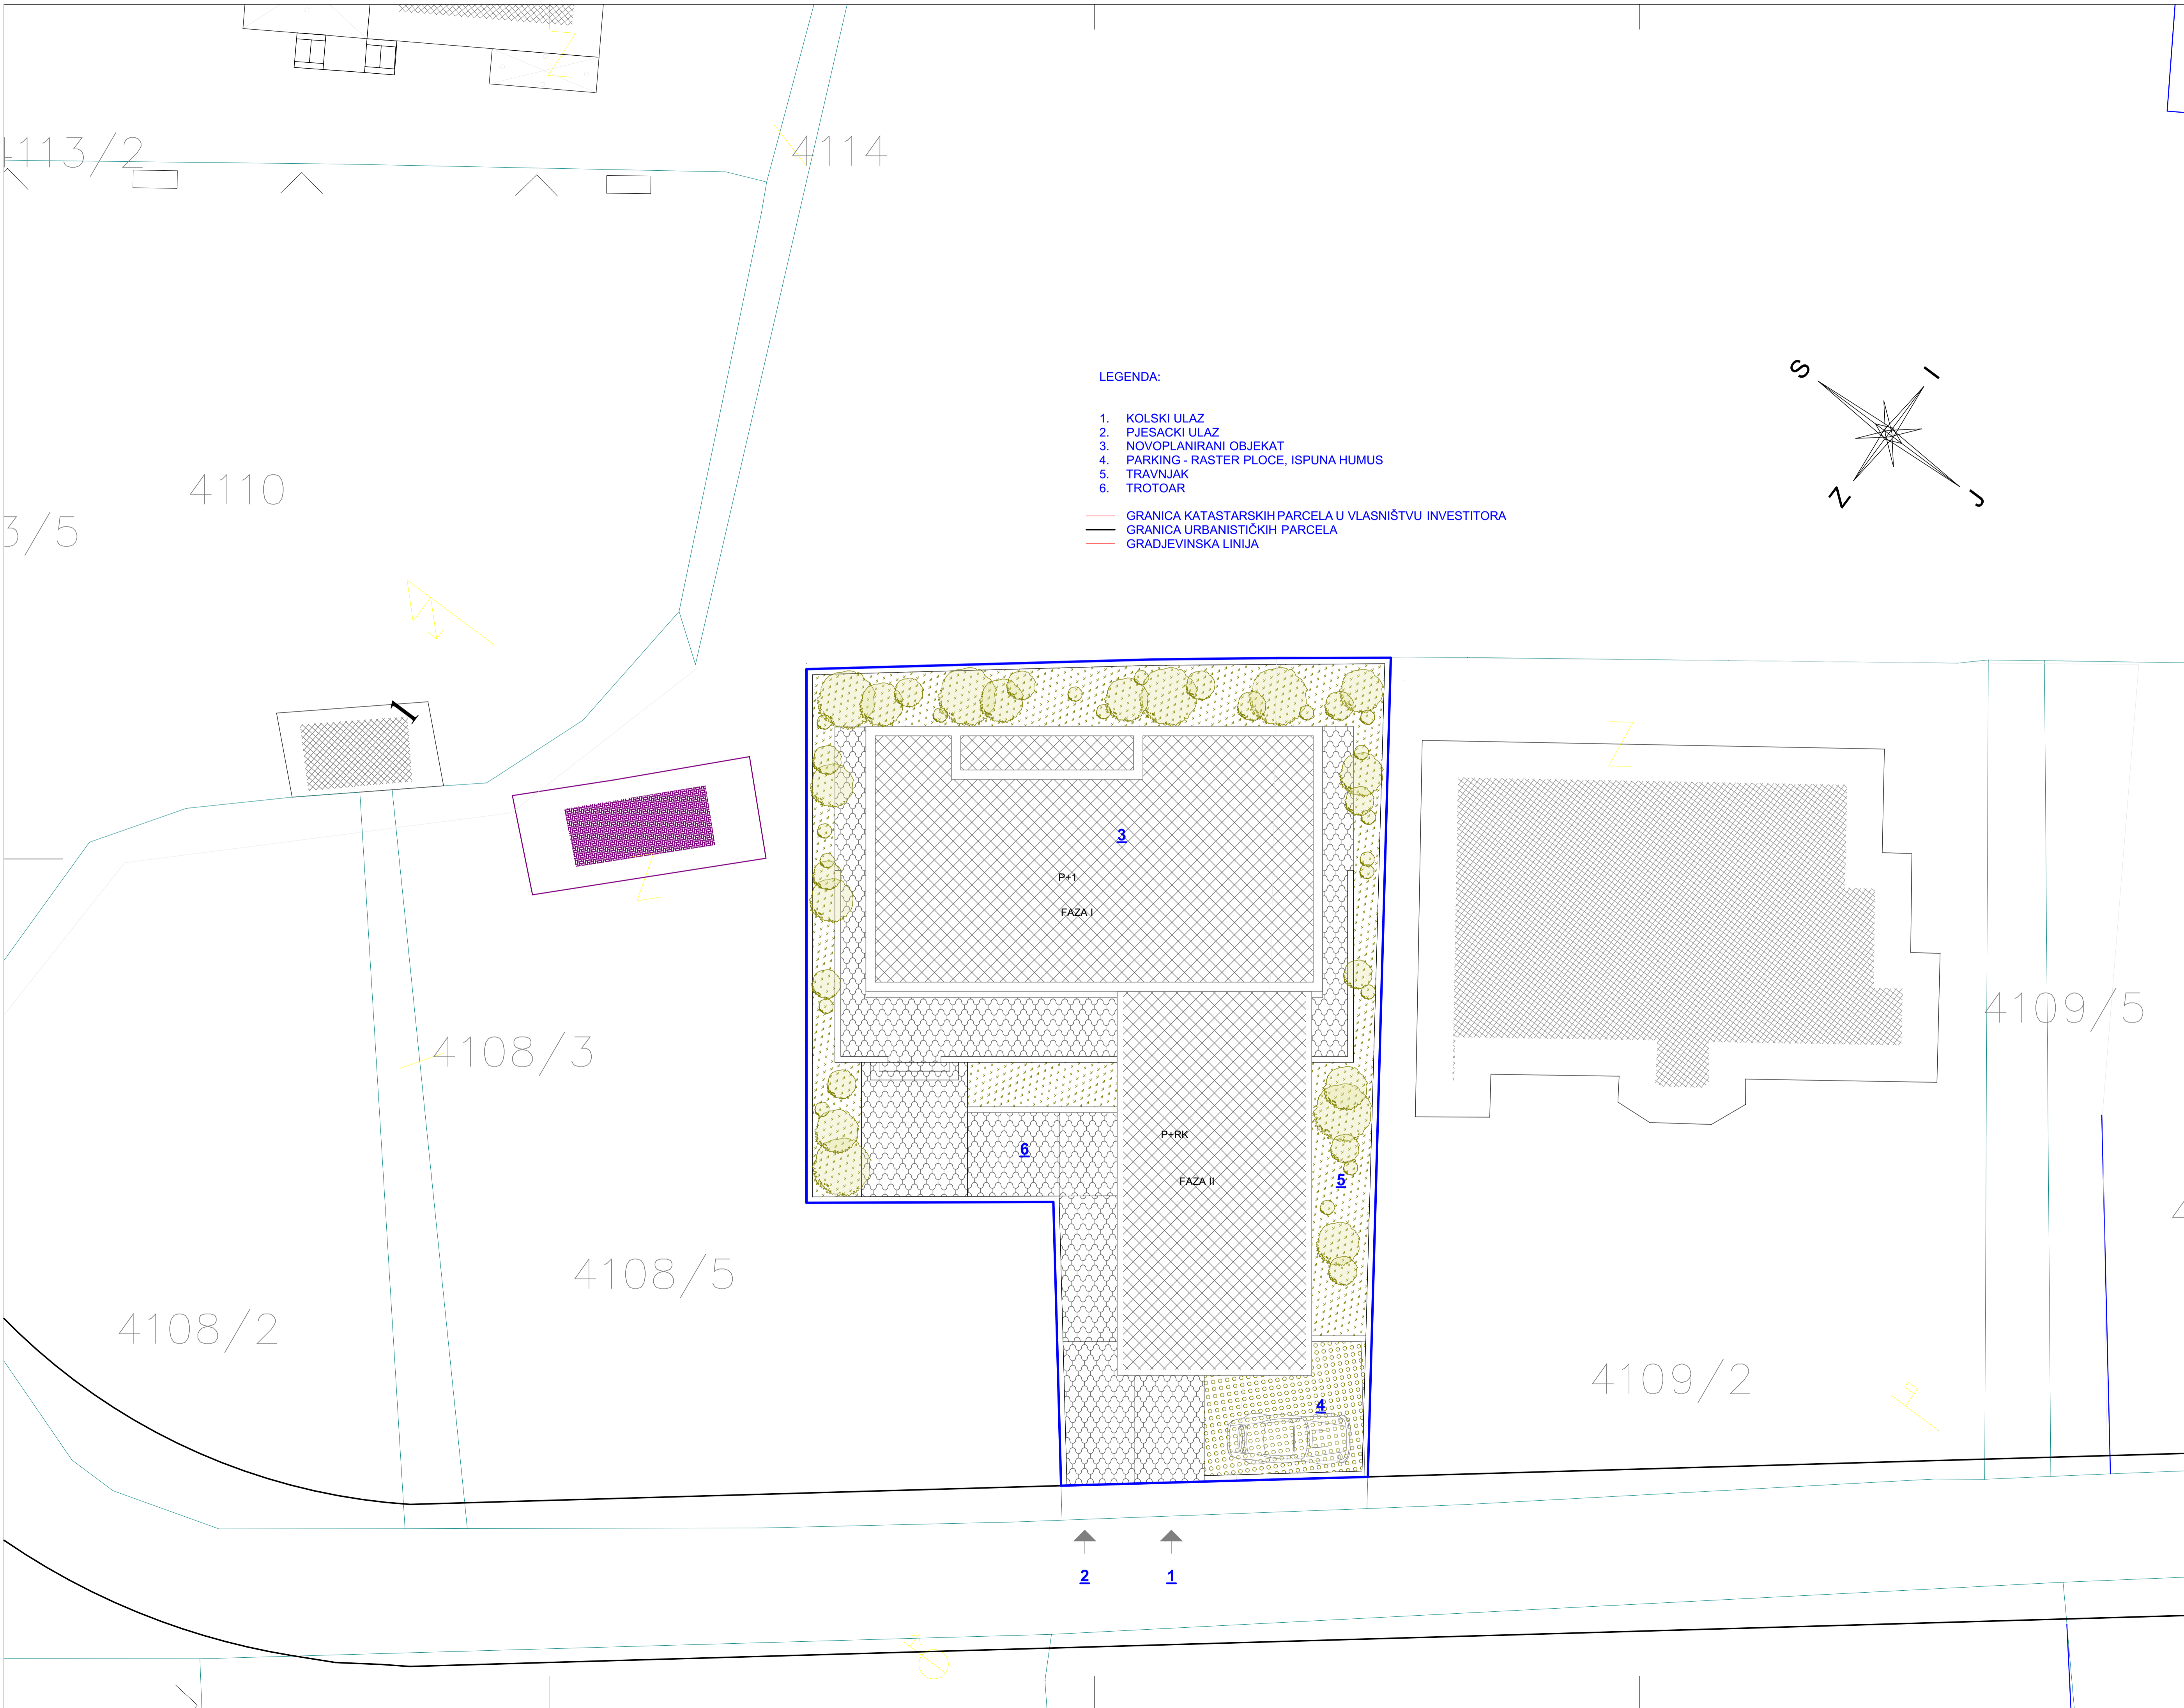 4113/2
4114
LEGENDA:
1. KOLSKI ULAZ
2. PJESACKI ULAZ
3. NOVOPLANIRANI OBJEKAT
4. PARKING - RASTER PLOCE, ISPUNA HUMUS
5. TRAVNJAK
6. TROTOAR
GRANICA KATASTARSKIH PARCELA U VLASNIŠTVU INVESTITORA
GRANICA URBANISTIČKIH PARCELA
GRADJEVINSKA LINIJA
S
I
Z
J
4110
3/5
1
3
P+1
FAZA I
4109/5
4108/3
P+RK
6
FAZA II
5
4108/5
4108/2
4109/2
4
2
1